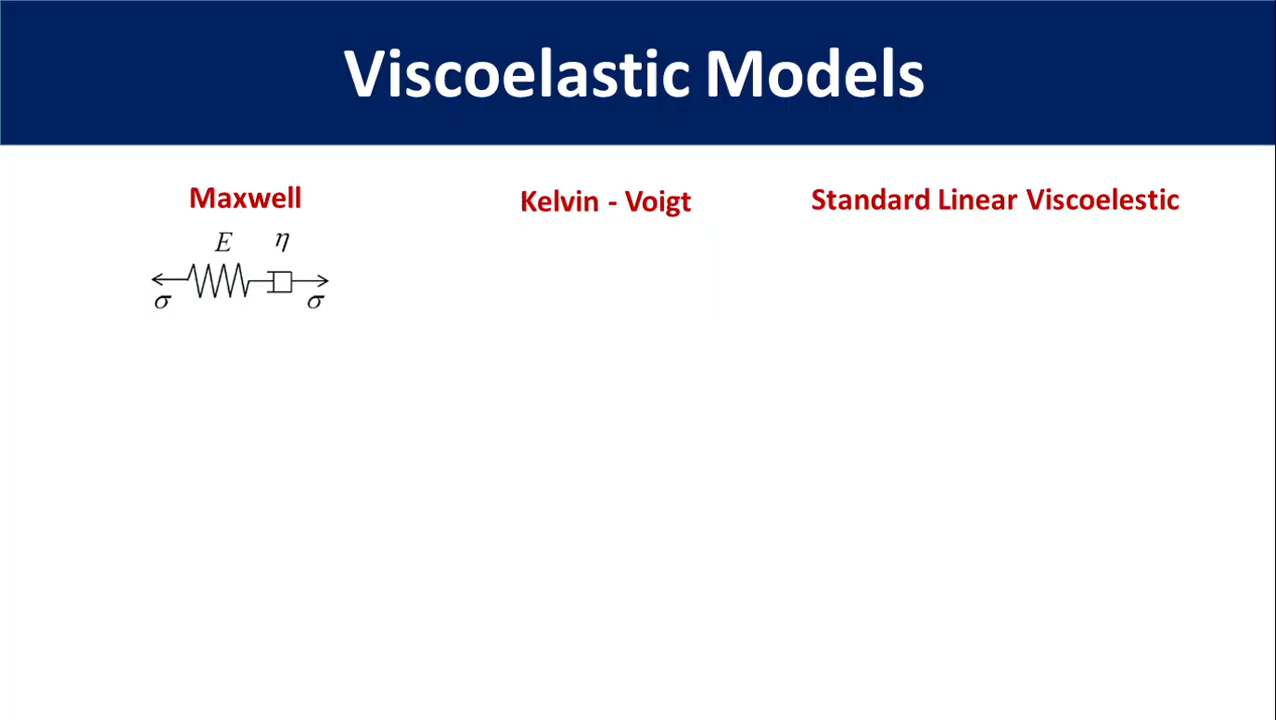 Viscoelastic Models
Maxwell
Kelvin - Voigt
Standard Linear Viscoelestic
E η
σ σ